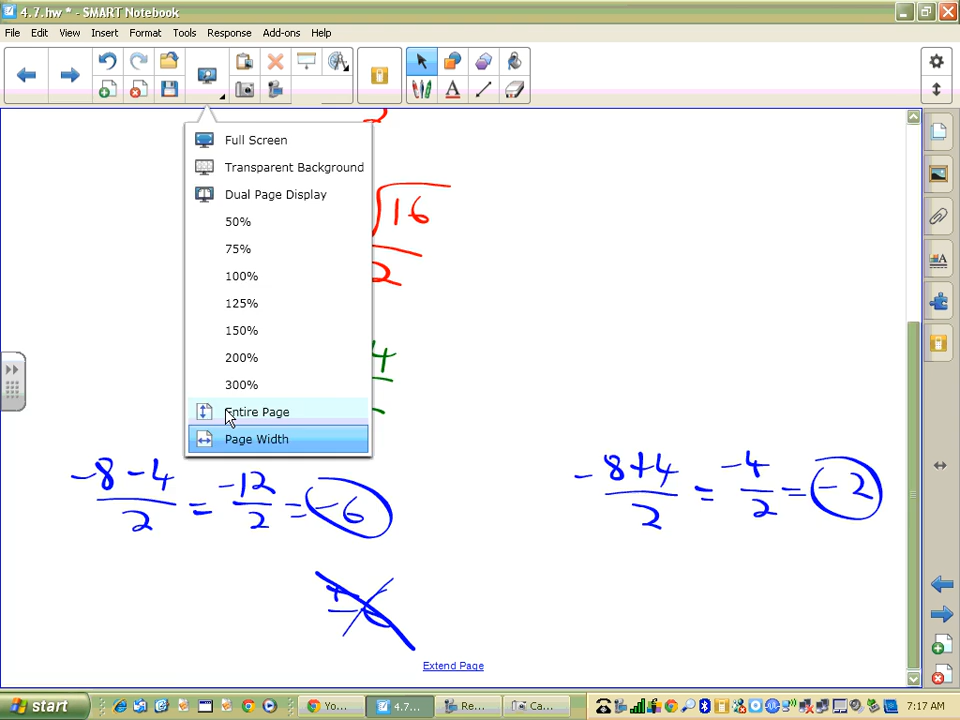 4.7.hw * - SMART Notebook
File Edit View Insert Format Tools Response Add-ons Help
2
Full Screen
Transparent Background
Dual Page Display
50%
75%
100%
125%
150%
200%
300%
Entire Page
Page Width
√16
2
4
-8-4/2 = -12/2 = -6
-8+4/2 = -4/2 = -2
Extend Page
start
Yo...
4.7...
Re...
Ca...
7:17 AM